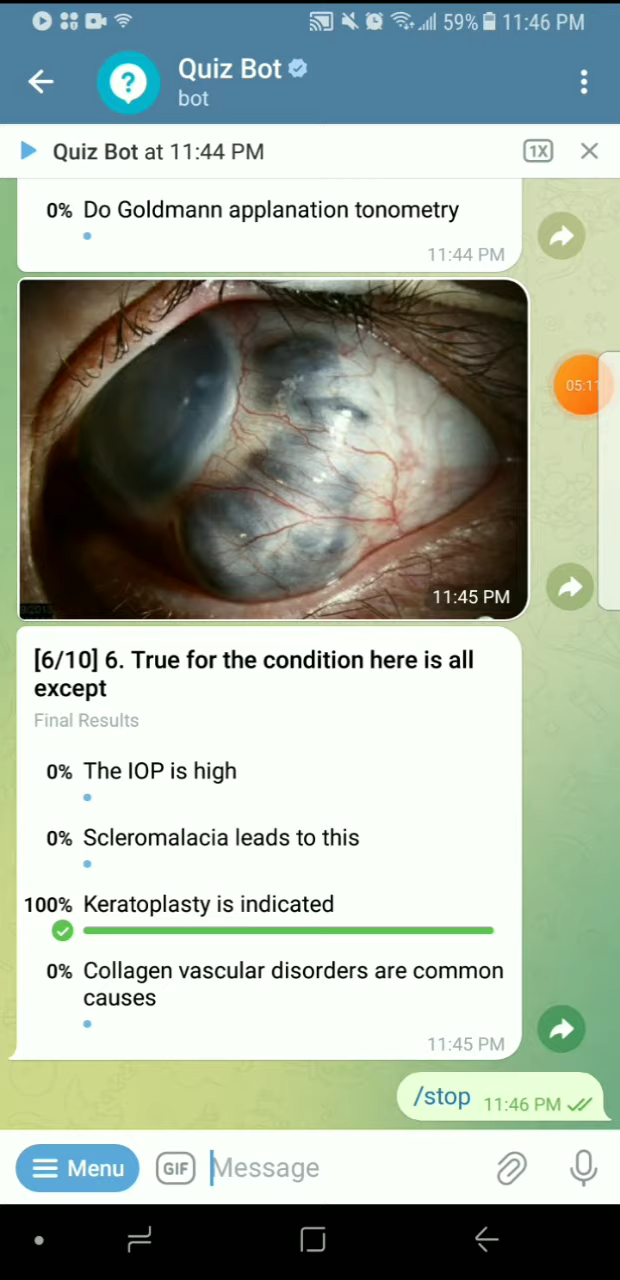 59% 11:46 PM
Quiz Bot
bot
Quiz Bot at 11:44 PM 1X
0% Do Goldmann applanation tonometry
11:44 PM
05:11
11:45 PM
[6/10] 6. True for the condition here is all
except
Final Results
0% The IOP is high
0% Scleromalacia leads to this
100% Keratoplasty is indicated
0% Collagen vascular disorders are common
causes
11:45 PM
/stop 11:46 PM
Menu GIF Message